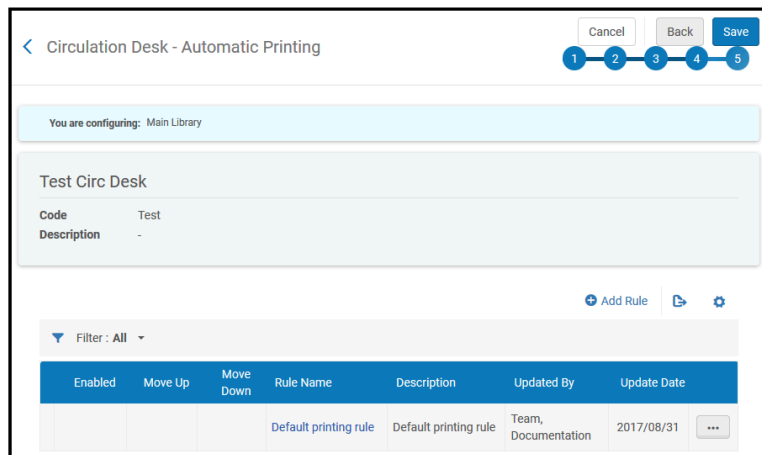 Circulation Desk - Automatic Printing
Cancel
Back
Save
1
2
3
4
5
You are configuring: Main Library
Test Circ Desk
Code Test
Description -
Add Rule
Filter : All
Enabled Move Up Move Down Rule Name Description Updated By Update Date
Default printing rule Default printing rule Team, Documentation 2017/08/31